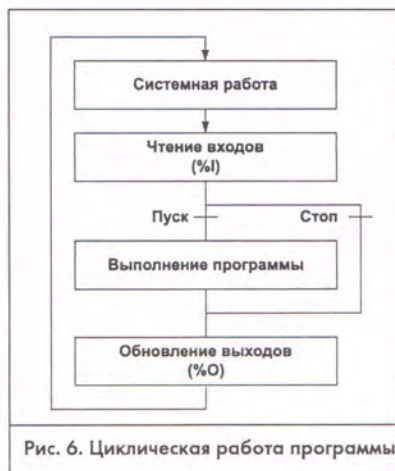 Системная работа
Чтение входов
(%I)
Пуск
Стоп
Выполнение программы
Обновление выходов
(%O)
Рис. 6. Циклическая работа программы